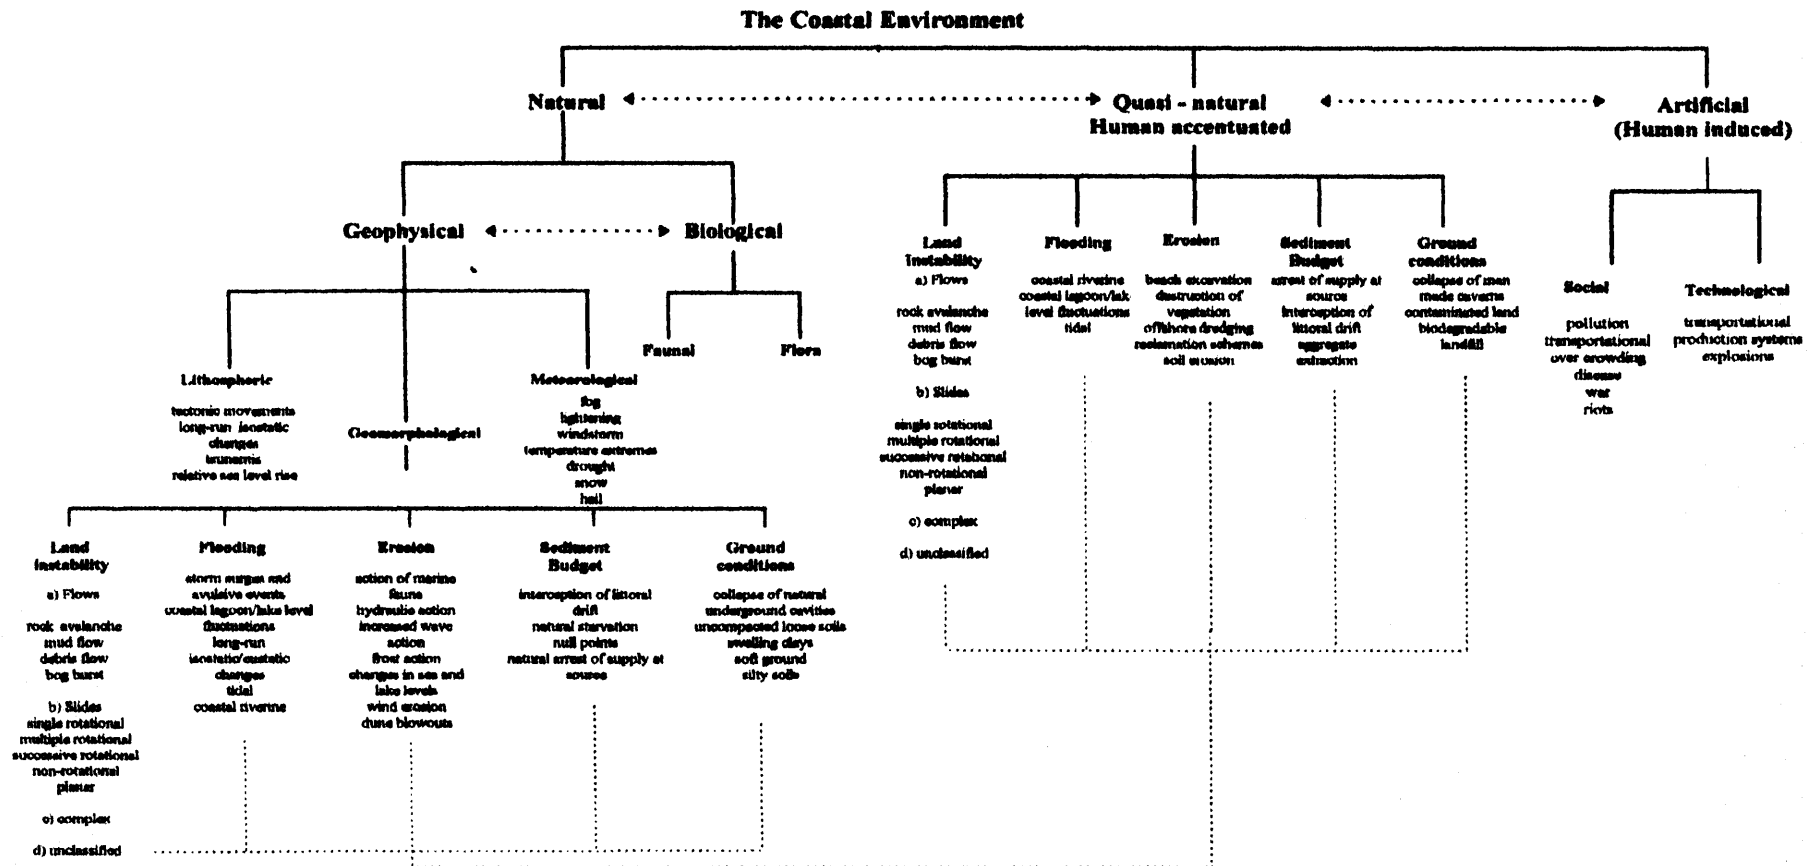 The Coastal Environment
Natural
Quasi - natural
Human accentuated
Artificial
(Human induced)
Geophysical
Biological
Land
Instability
a) Flows
rock avalanche
mud flow
debris flow
bog burst
b) Slides
single rotational
multiple rotational
successive rotational
non-rotational
planar
c) complex
d) unclassified
Flooding
coastal riverine
coastal lagoon/lak
level fluctuations
tidal
Erosion
beach excavation
destruction of
vegetation
offshore dredging
reclamation schemes
soil erosion
Sediment
Budget
arrest of supply at
source
interception of
littoral drift
aggregate
extraction
Ground
conditions
collapse of man
made caverns
contaminated land
biodegradable
landfill
Social
pollution
transportational
over crowding
disease
war
riots
Technological
transportational
production systems
explosions
Faunal
Flora
Lithospheric
tectonic movements
long-run isostatic
changes
tsunamis
relative sea level rise
Geomorphological
Meteorological
fog
lightening
windstorm
temperature extremes
drought
snow
hail
Land
instability
a) Flows
rock avalanche
mud flow
debris flow
bog burst
b) Slides
single rotational
multiple rotational
successive rotational
non-rotational
planar
c) complex
d) unclassified
Flooding
storm surges and
avulsive events
coastal lagoon/lake level
fluctuations
long-run
isostatic/eustatic
changes
tidal
coastal riverine
Erosion
action of marine
fauna
hydraulic action
increased wave
action
frost action
changes in sea and
lake levels
wind erosion
dune blowouts
Sediment
Budget
interception of littoral
drift
natural starvation
null points
natural arrest of supply at
source
Ground
conditions
collapse of natural
underground cavities
uncompacted loose soils
swelling clays
soft ground
silty soils